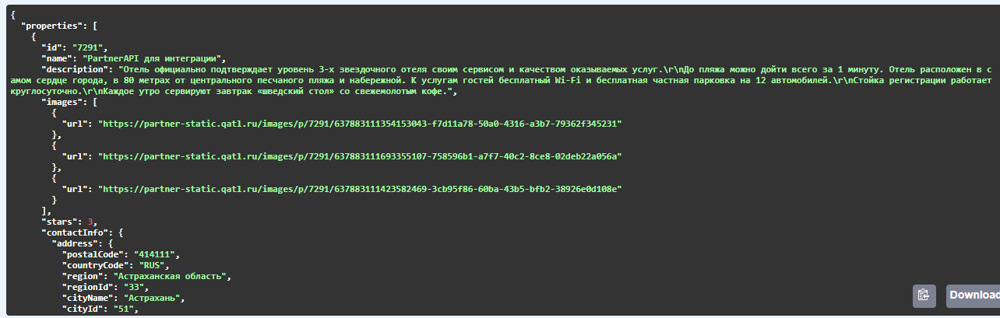 {
"properties": [
{
"id": "7291",
"name": "PartnerAPI для интеграции",
"description": "Отель официально подтверждает уровень 3-х звездочного отеля своим сервисом и качеством оказываемых услуг.\r\nДо пляжа можно дойти всего за 1 минуту. Отель расположен в с
амом сердце города, в 80 метрах от центрального песчаного пляжа и набережной. К услугам гостей бесплатный Wi-Fi и бесплатная частная парковка на 12 автомобилей.\r\nСтойка регистрации работает
круглосуточно.\r\nКаждое утро сервируют завтрак «шведский стол» со свежемолотым кофе.",
"images": [
{
"url": "https://partner-static.qatl.ru/images/p/7291/637883111354153043-f7d11a78-50a0-4316-a3b7-79362f345231"
},
{
"url": "https://partner-static.qatl.ru/images/p/7291/637883111693355107-758596b1-a7f7-40c2-8ce8-02deb22a056a"
},
{
"url": "https://partner-static.qatl.ru/images/p/7291/637883111423582469-3cb95f86-60ba-43b5-bfb2-38926e0d108e"
}
],
"stars": 3,
"contactInfo": {
"address": {
"postalCode": "414111",
"countryCode": "RUS",
"region": "Астраханская область",
"regionId": "33",
"cityName": "Астрахань",
"cityId": "51",
Download